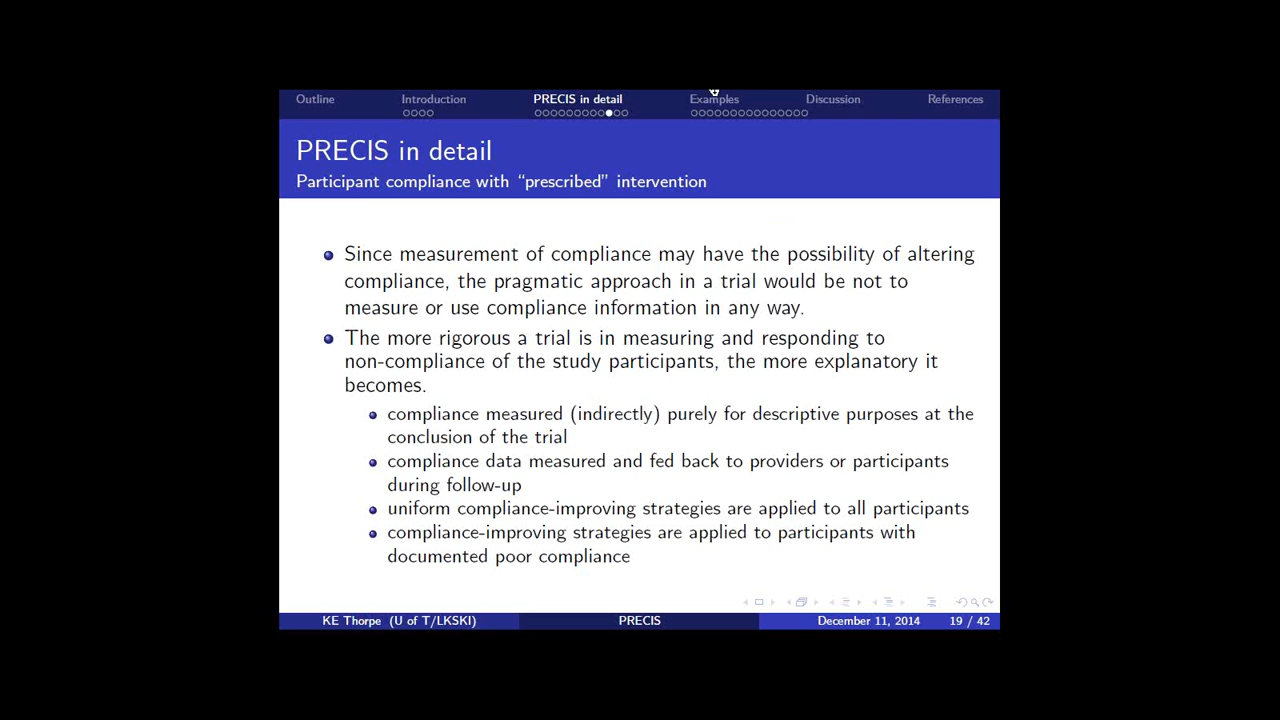 Outline Introduction PRECIS in detail Examples Discussion References
PRECIS in detail
Participant compliance with “prescribed” intervention
Since measurement of compliance may have the possibility of altering
compliance, the pragmatic approach in a trial would be not to
measure or use compliance information in any way.
The more rigorous a trial is in measuring and responding to
non-compliance of the study participants, the more explanatory it
becomes.
compliance measured (indirectly) purely for descriptive purposes at the
conclusion of the trial
compliance data measured and fed back to providers or participants
during follow-up
uniform compliance-improving strategies are applied to all participants
compliance-improving strategies are applied to participants with
documented poor compliance
KE Thorpe (U of T/LKSKI) PRECIS December 11, 2014 19 / 42